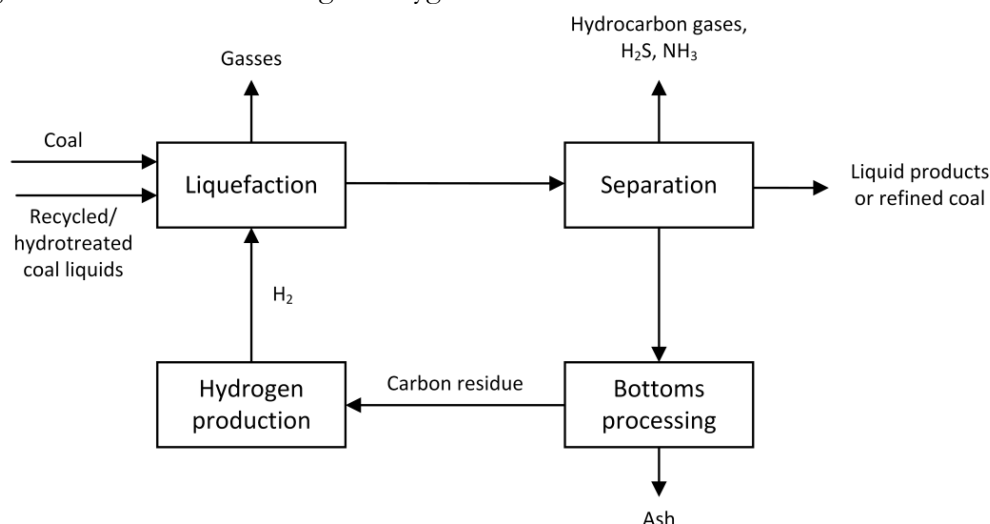 Hydrocarbon gases,
H₂S, NH₃
Gasses
Coal
Liquefaction
Separation
Liquid products
or refined coal
Recycled/
hydrotreated
coal liquids
H₂
Hydrogen
production
Carbon residue
Bottoms
processing
Ash